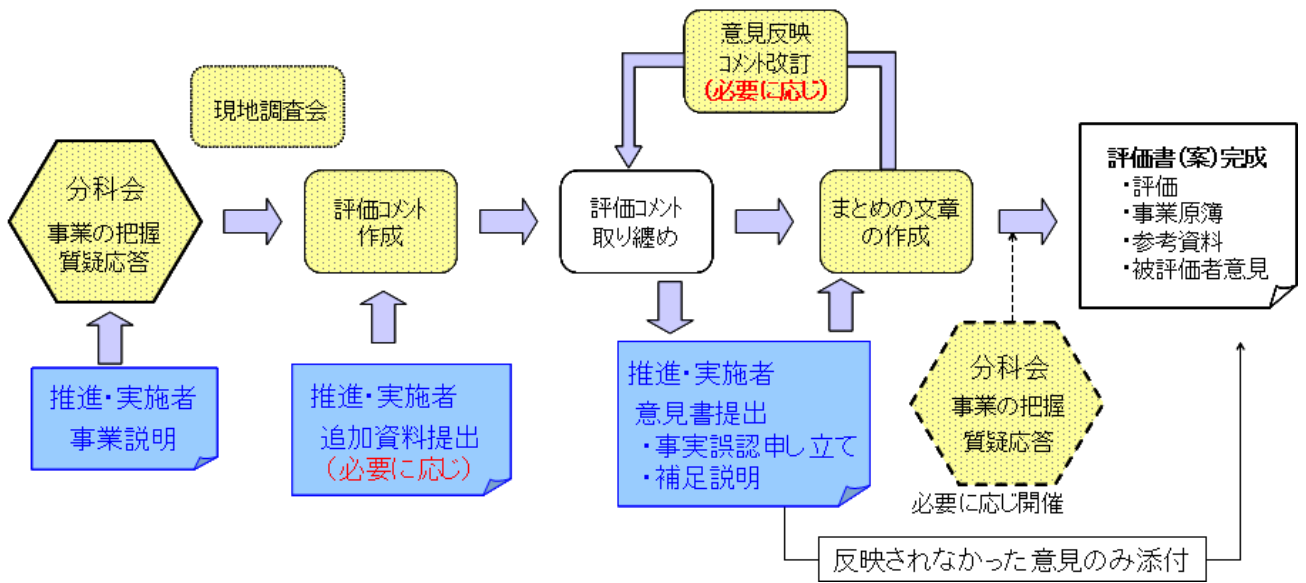 意見反映
コメント改訂
(必要に応じ)
現地調査会
分科会
事業の把握
質疑応答
評価コメント
作成
評価コメント
取り纏め
まとめの文章
の作成
評価書(案)完成
・評価
・事業原簿
・参考資料
・被評価者意見
推進・実施者
事業説明
推進・実施者
追加資料提出
(必要に応じ)
推進・実施者
意見書提出
・事実誤認申し立て
・補足説明
分科会
事業の把握
質疑応答
必要に応じ開催
反映されなかった意見のみ添付